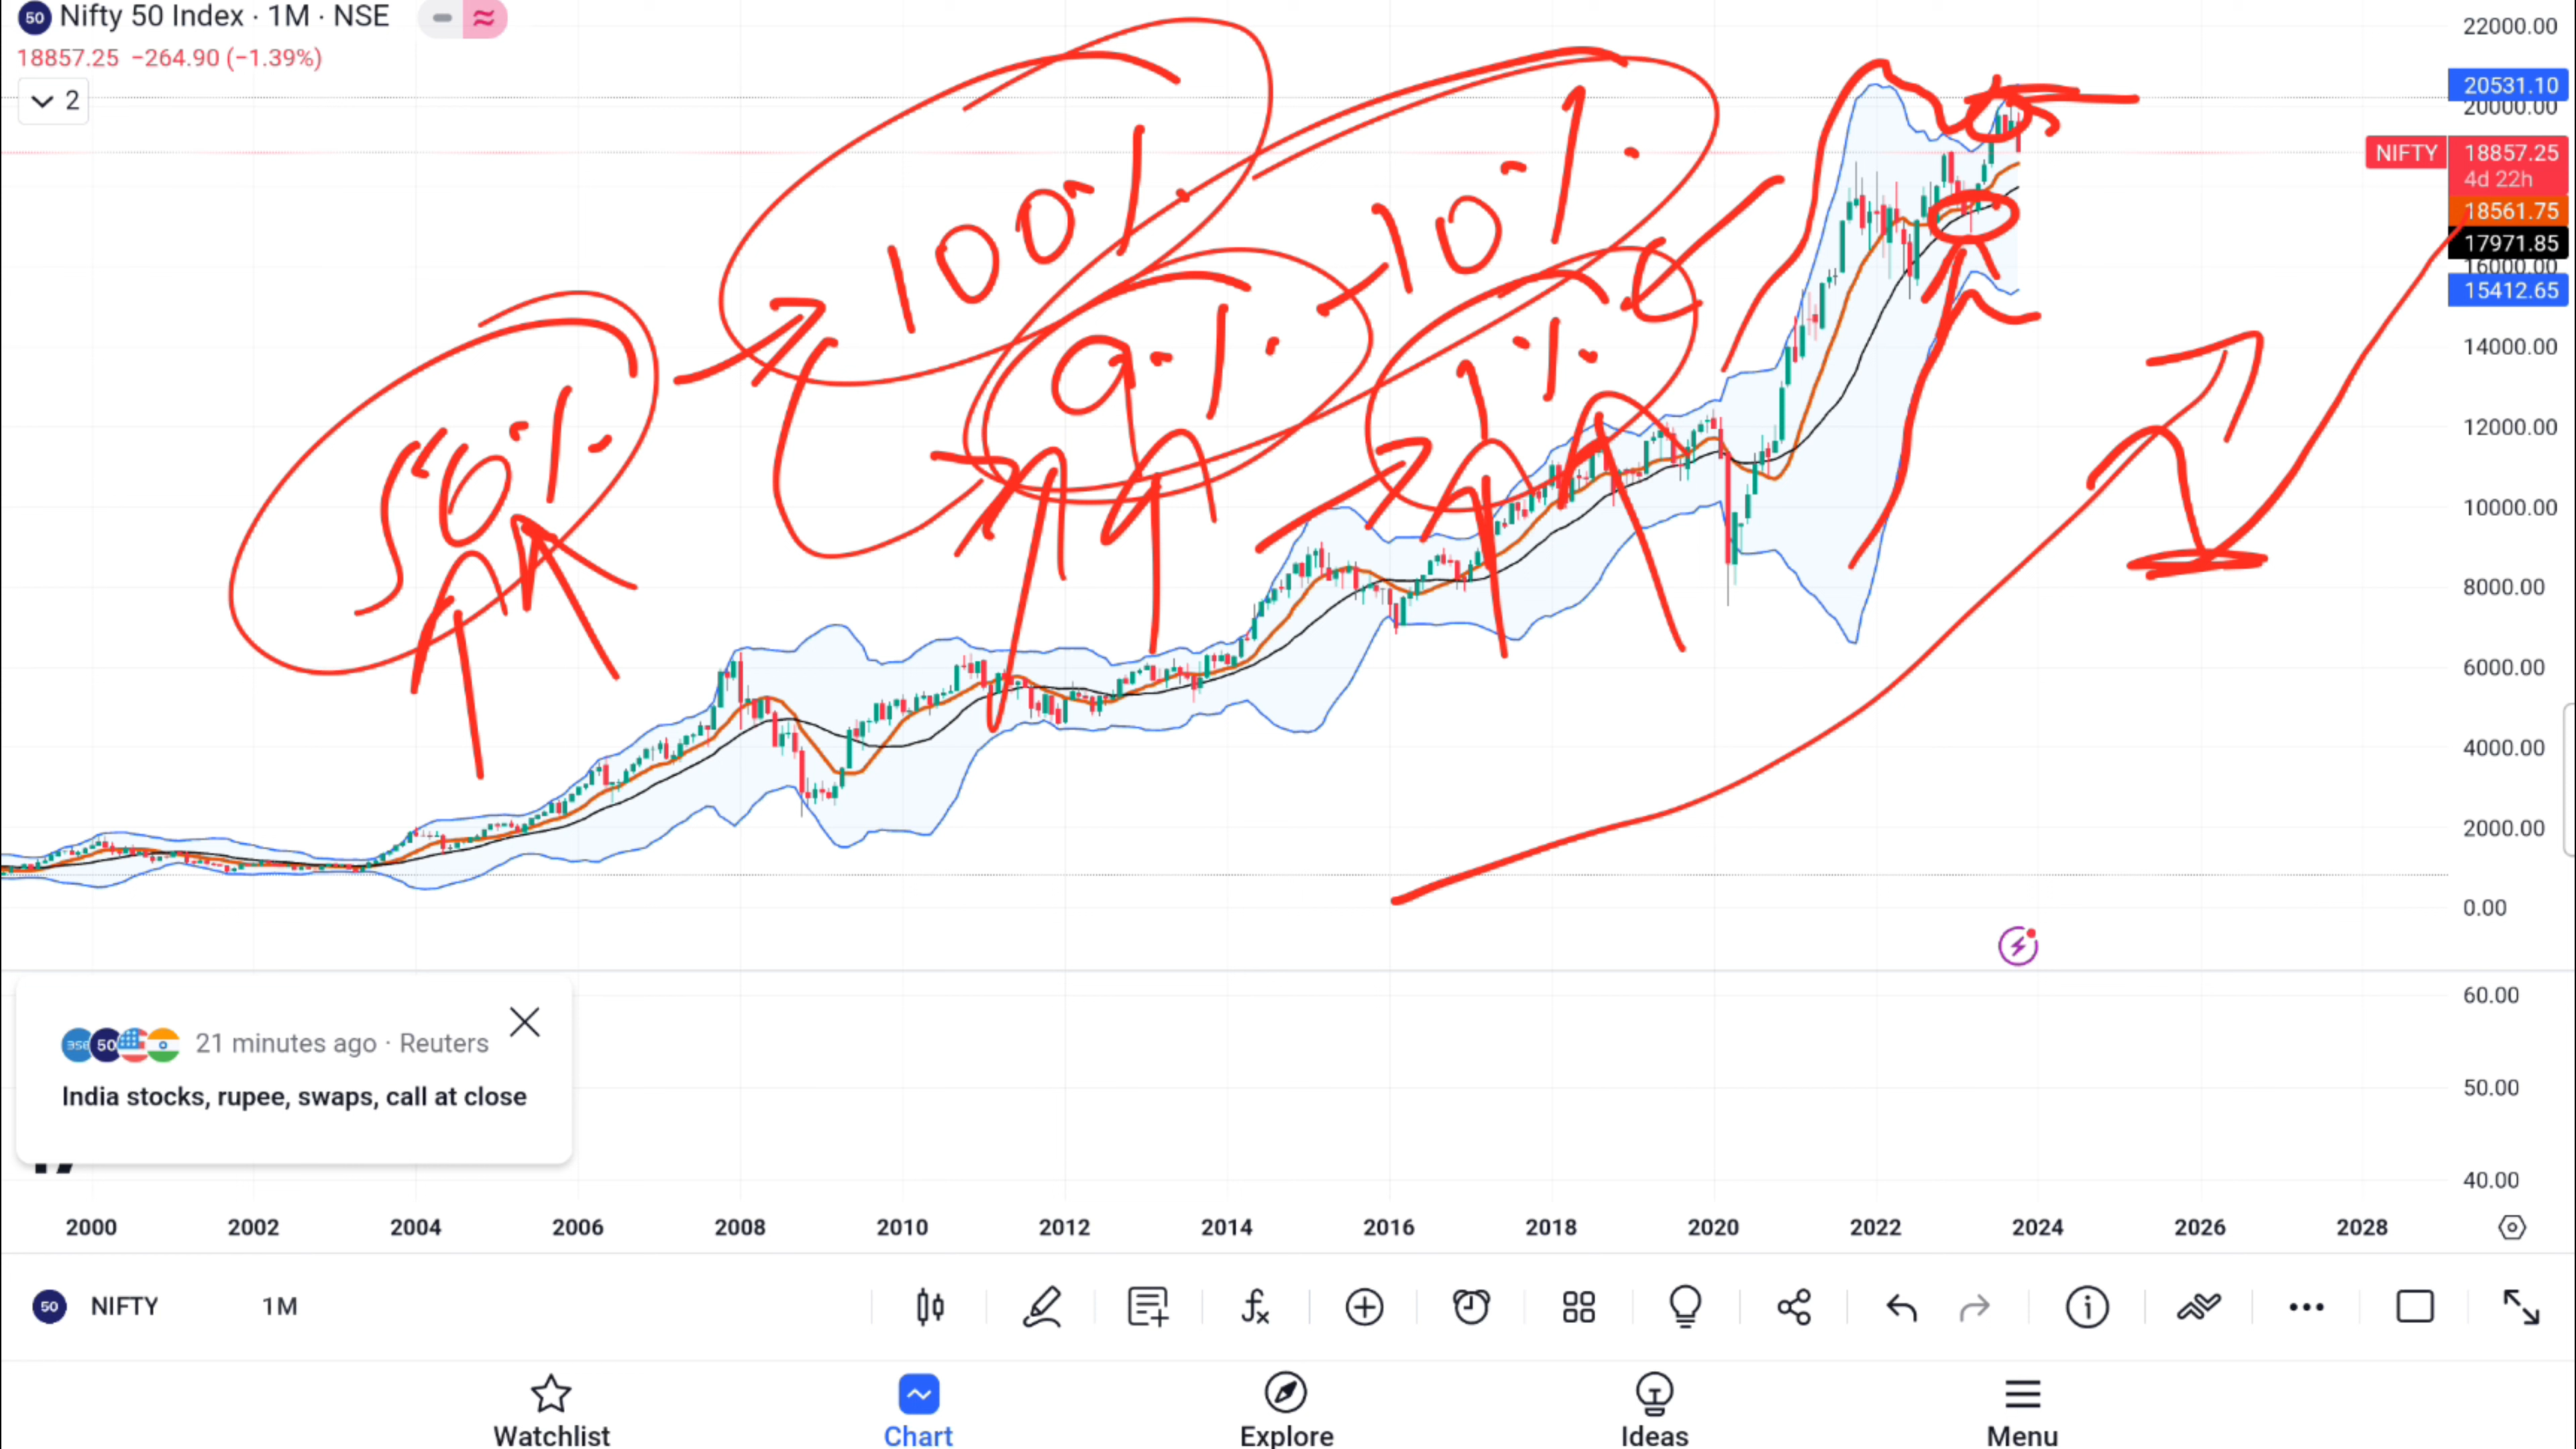 50 Nifty 50 Index · 1M · NSE
18857.25 −264.90 (−1.39%)
2
22000.00
20531.10
20000.00
NIFTY 18857.25
4d 22h
18561.75
17971.85
16000.00
15412.65
14000.00
12000.00
10000.00
8000.00
6000.00
4000.00
2000.00
0.00
100%
10%
9%
1%
60.00
50.00
40.00
BSE 50 21 minutes ago · Reuters
India stocks, rupee, swaps, call at close
2000 2002 2004 2006 2008 2010 2012 2014 2016 2018 2020 2022 2024 2026 2028
50 NIFTY 1M
Watchlist Chart Explore Ideas Menu